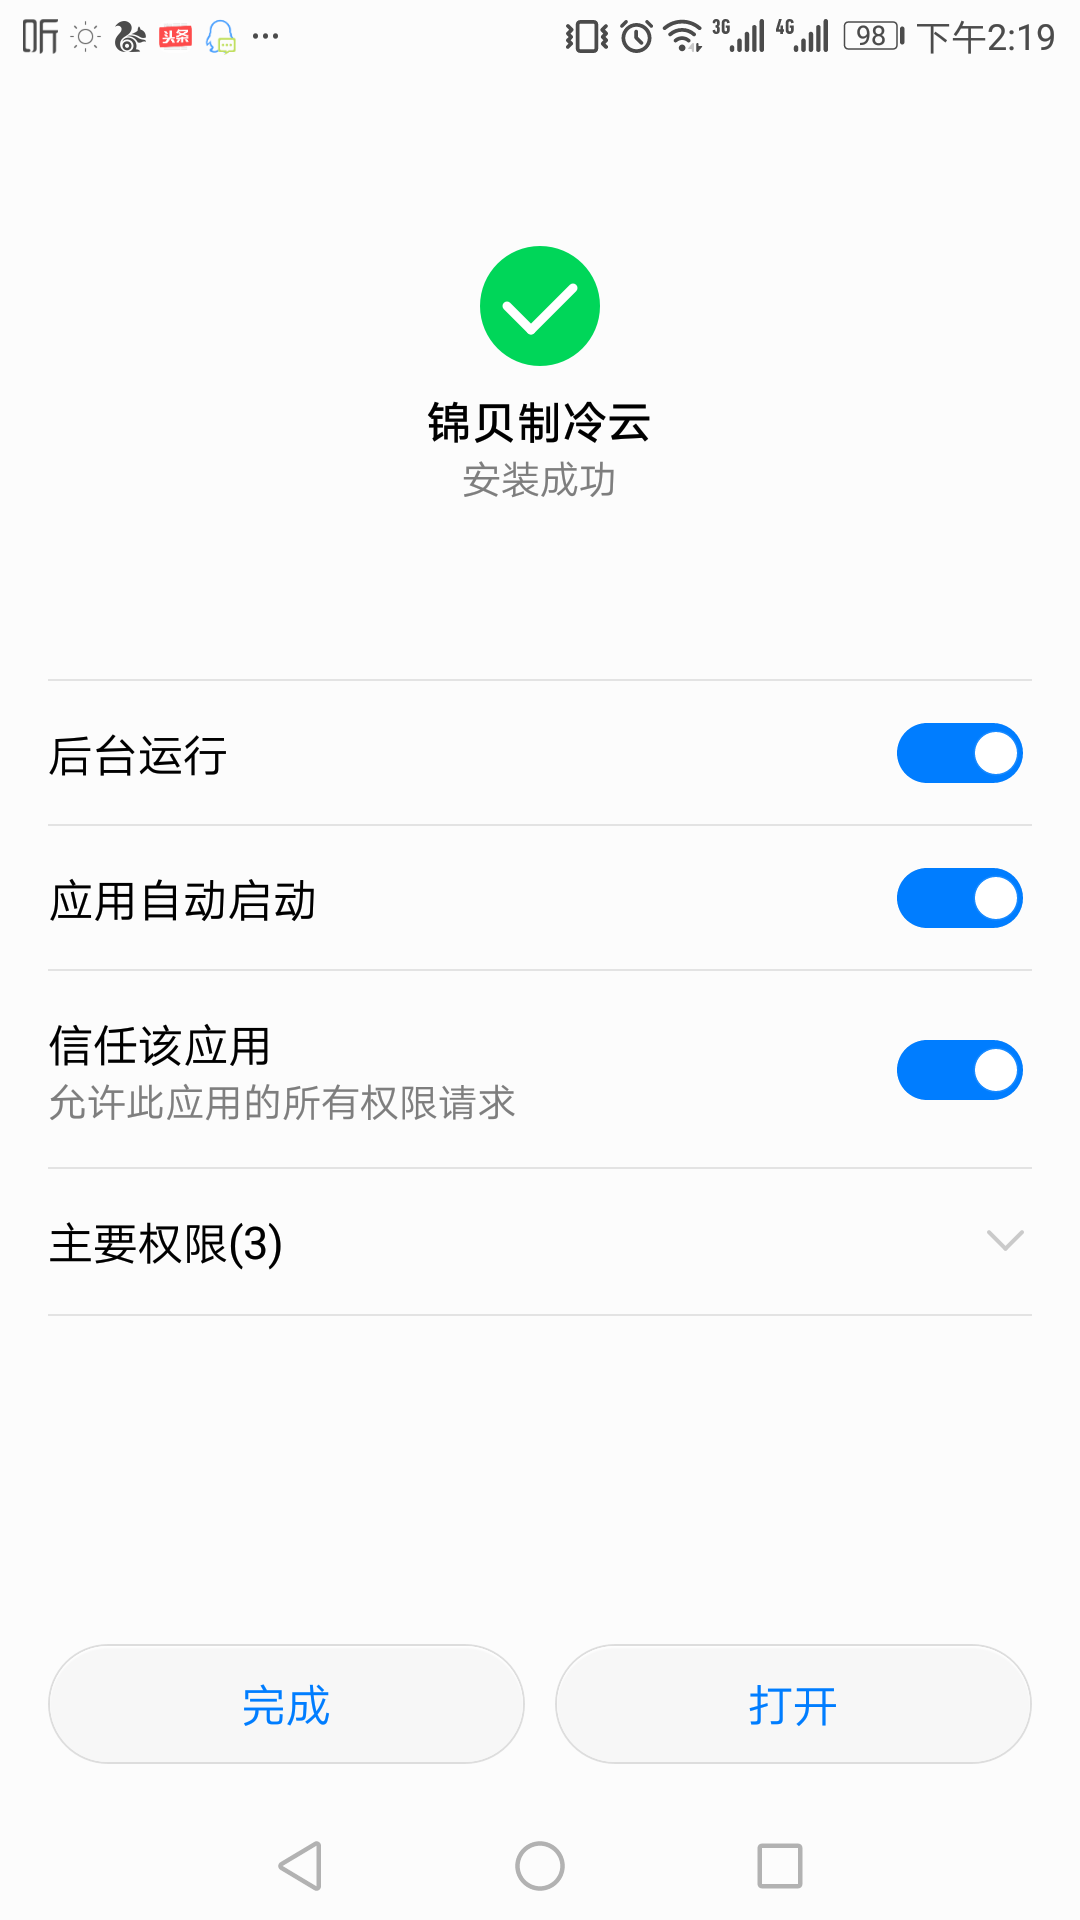 听 头条 3G 4G 98 下午2:19
锦贝制冷云
安装成功
后台运行
应用自动启动
信任该应用
允许此应用的所有权限请求
主要权限(3)
完成 打开